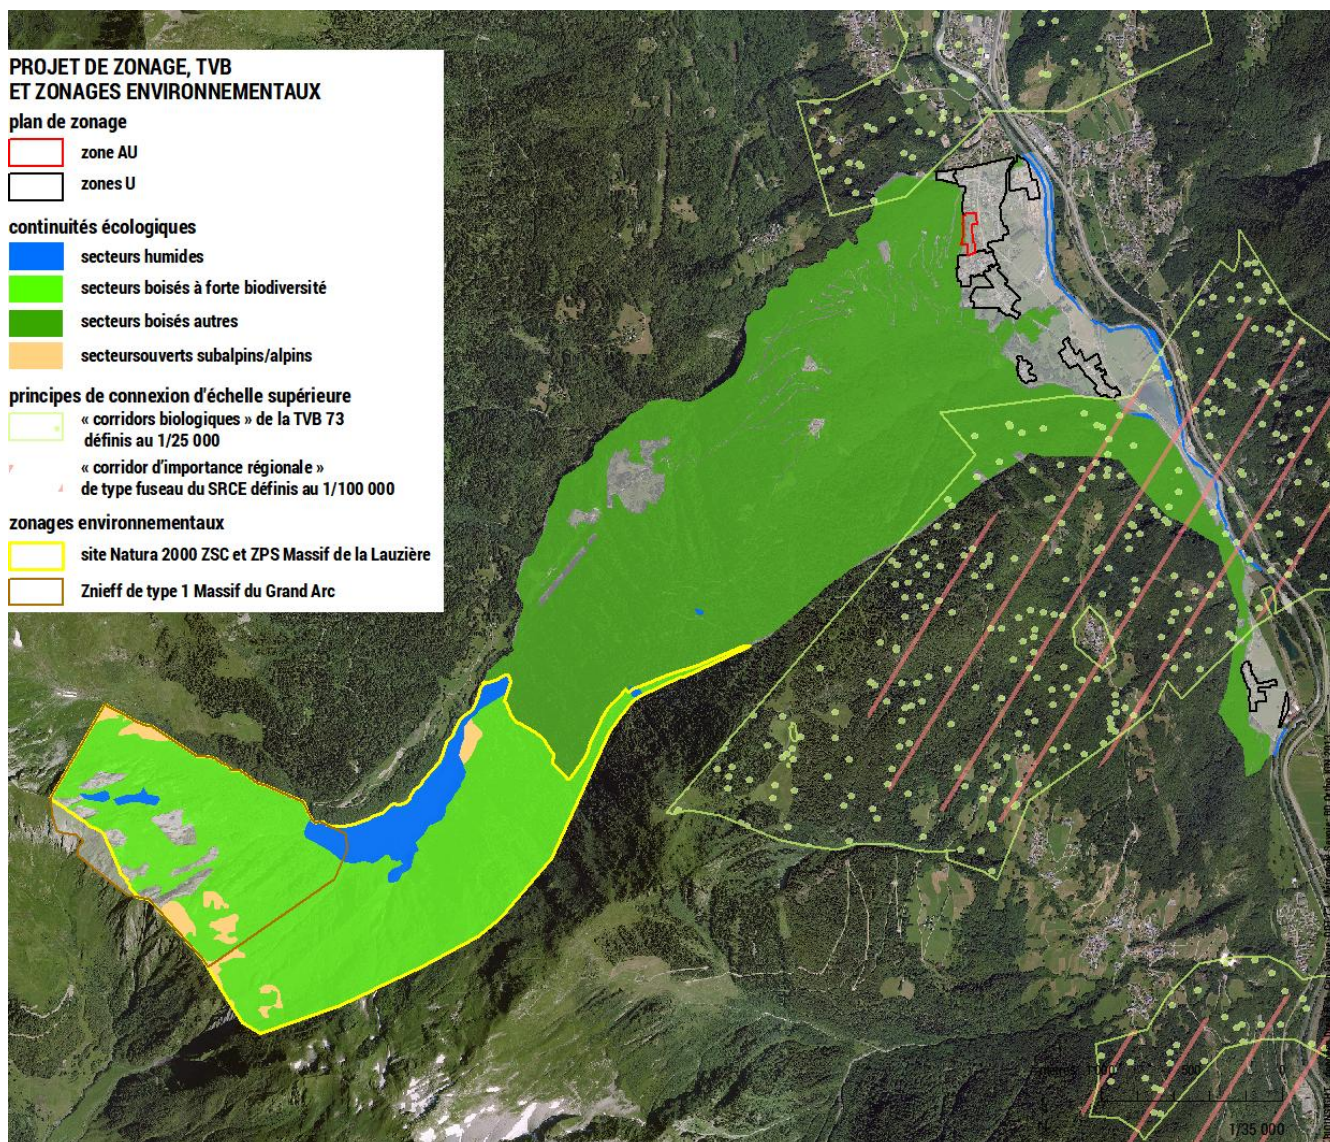 PROJET DE ZONAGE, TVB
ET ZONAGES ENVIRONNEMENTAUX
plan de zonage
zone AU
zones U
continuités écologiques
secteurs humides
secteurs boisés à forte biodiversité
secteurs boisés autres
secteursouverts subalpins/alpins
principes de connexion d'échelle supérieure
« corridors biologiques » de la TVB 73
définis au 1/25 000
« corridor d'importance régionale »
de type fuseau du SRCE définis au 1/100 000
zonages environnementaux
site Natura 2000 ZSC et ZPS Massif de la Lauzière
Znieff de type 1 Massif du Grand Arc
1000 500 0
1/35 000